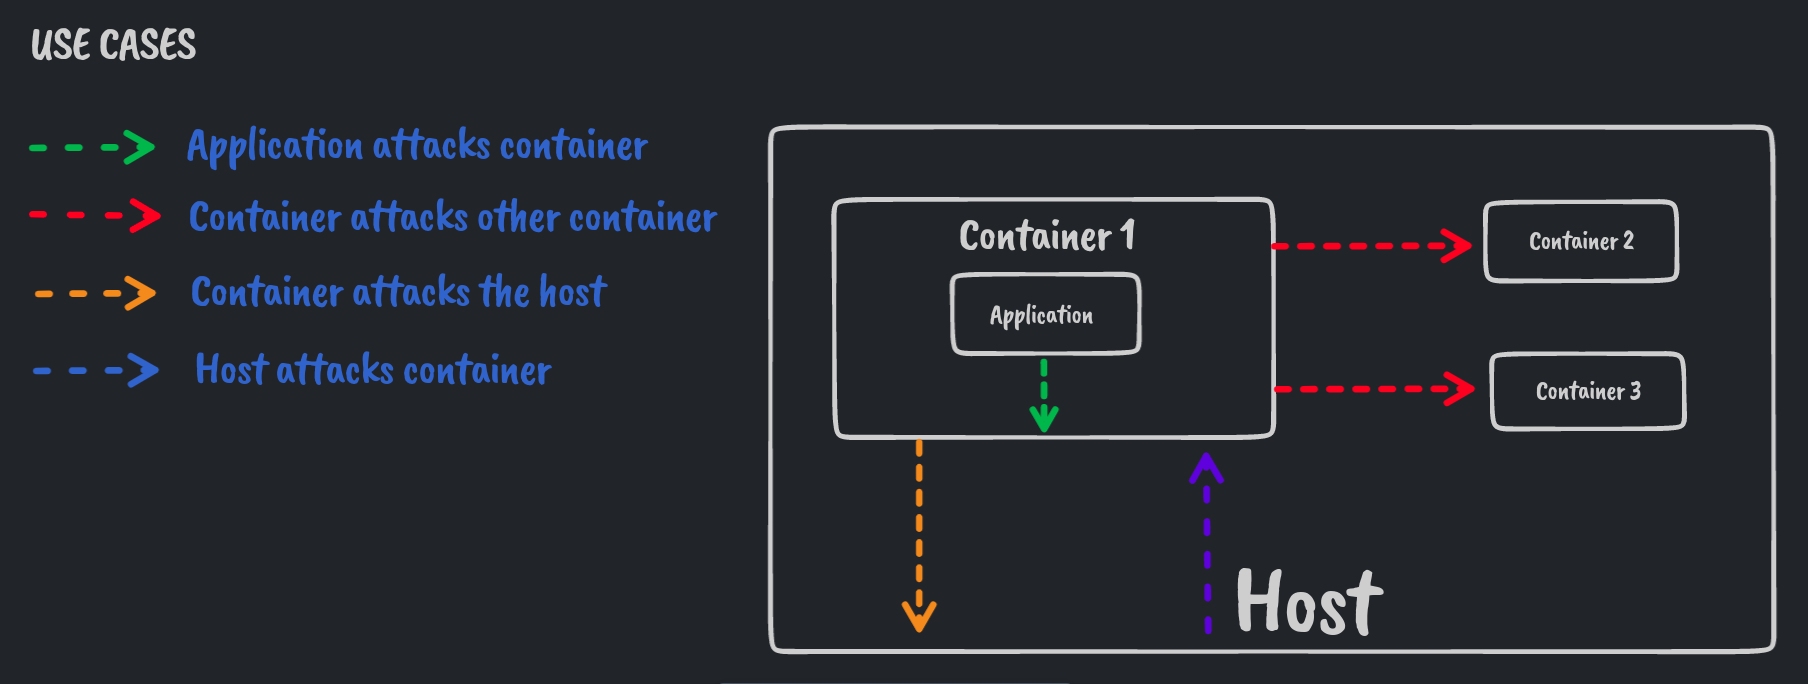 USE CASES
Application attacks container
Container attacks other container
Container attacks the host
Host attacks container
Container 1
Application
Container 2
Container 3
Host